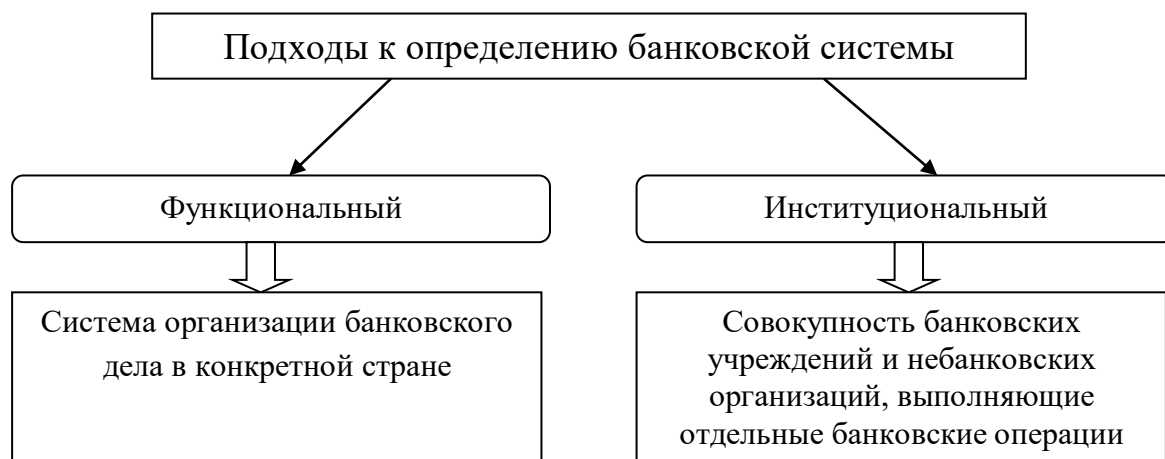 Подходы к определению банковской системы
Функциональный
Институциональный
Система организации банковского
дела в конкретной стране
Совокупность банковских
учреждений и небанковских
организаций, выполняющие
отдельные банковские операции